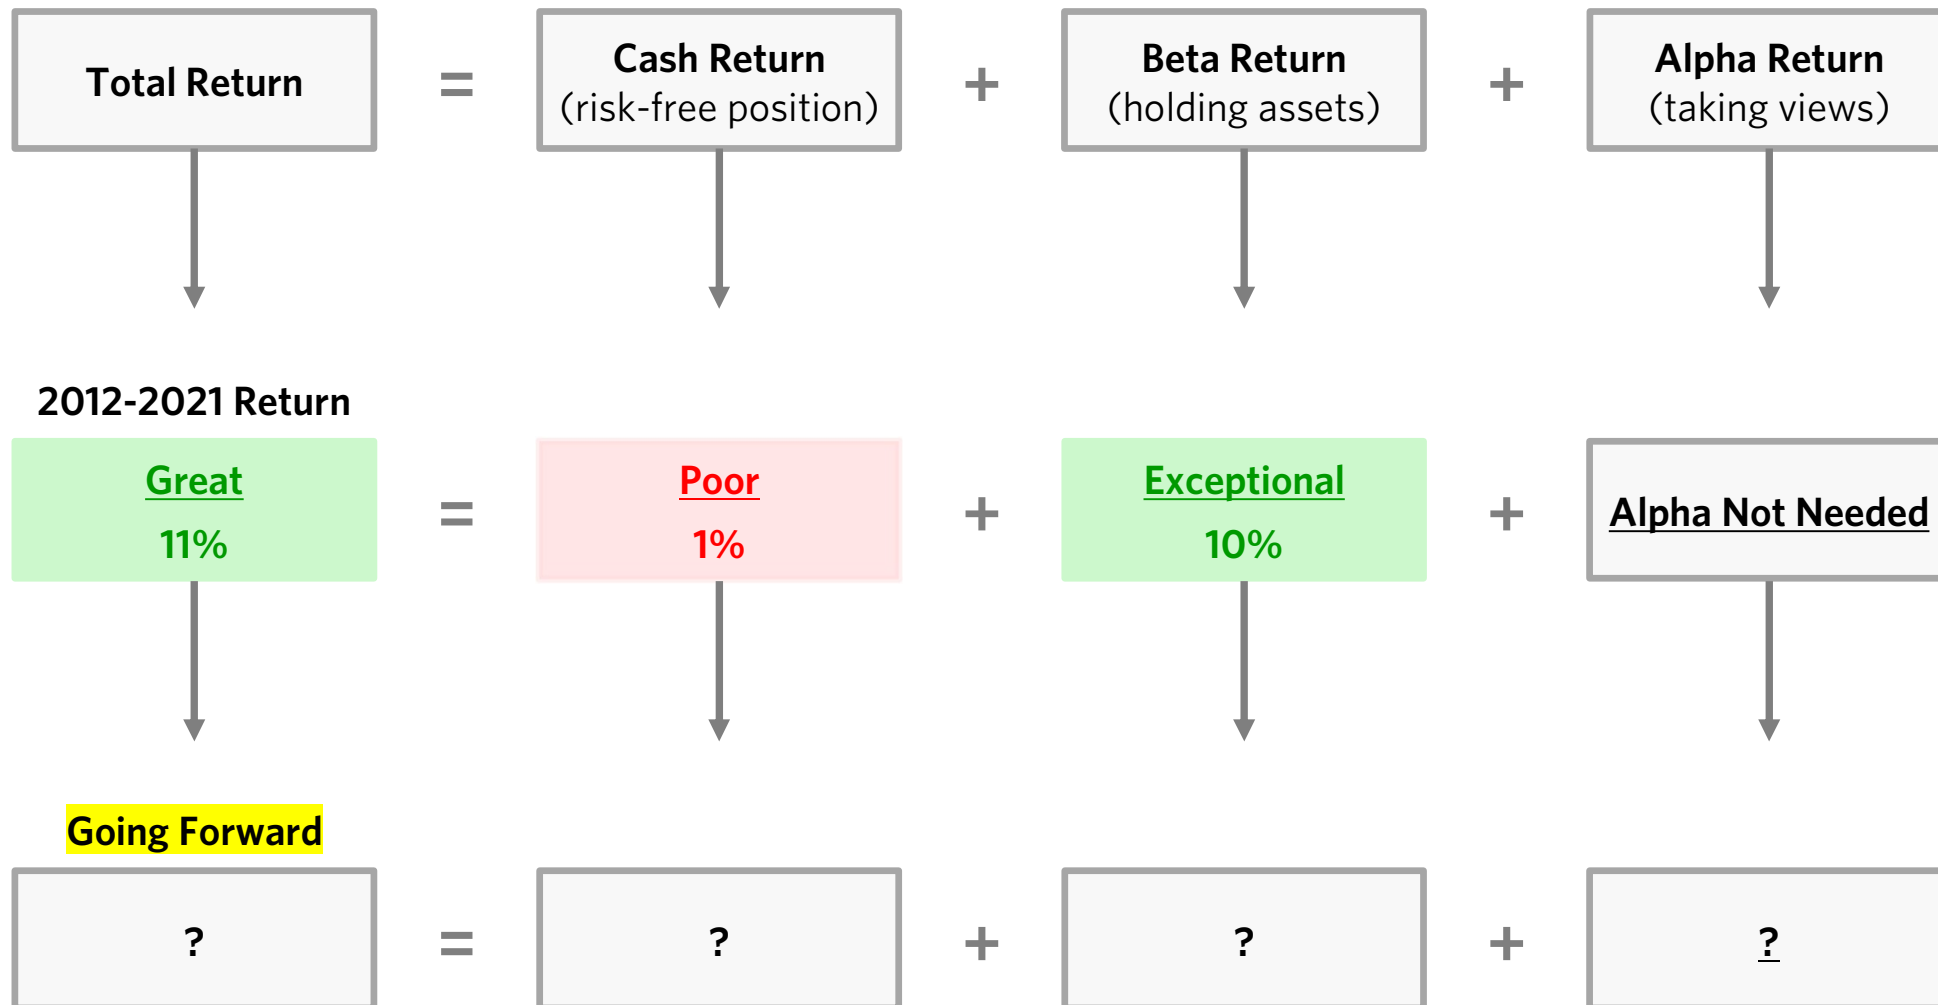 Total Return
=
Cash Return
(risk-free position)
+
Beta Return
(holding assets)
+
Alpha Return
(taking views)
2012-2021 Return
Great
11%
=
Poor
1%
+
Exceptional
10%
+
Alpha Not Needed
Going Forward
?
=
?
+
?
+
?